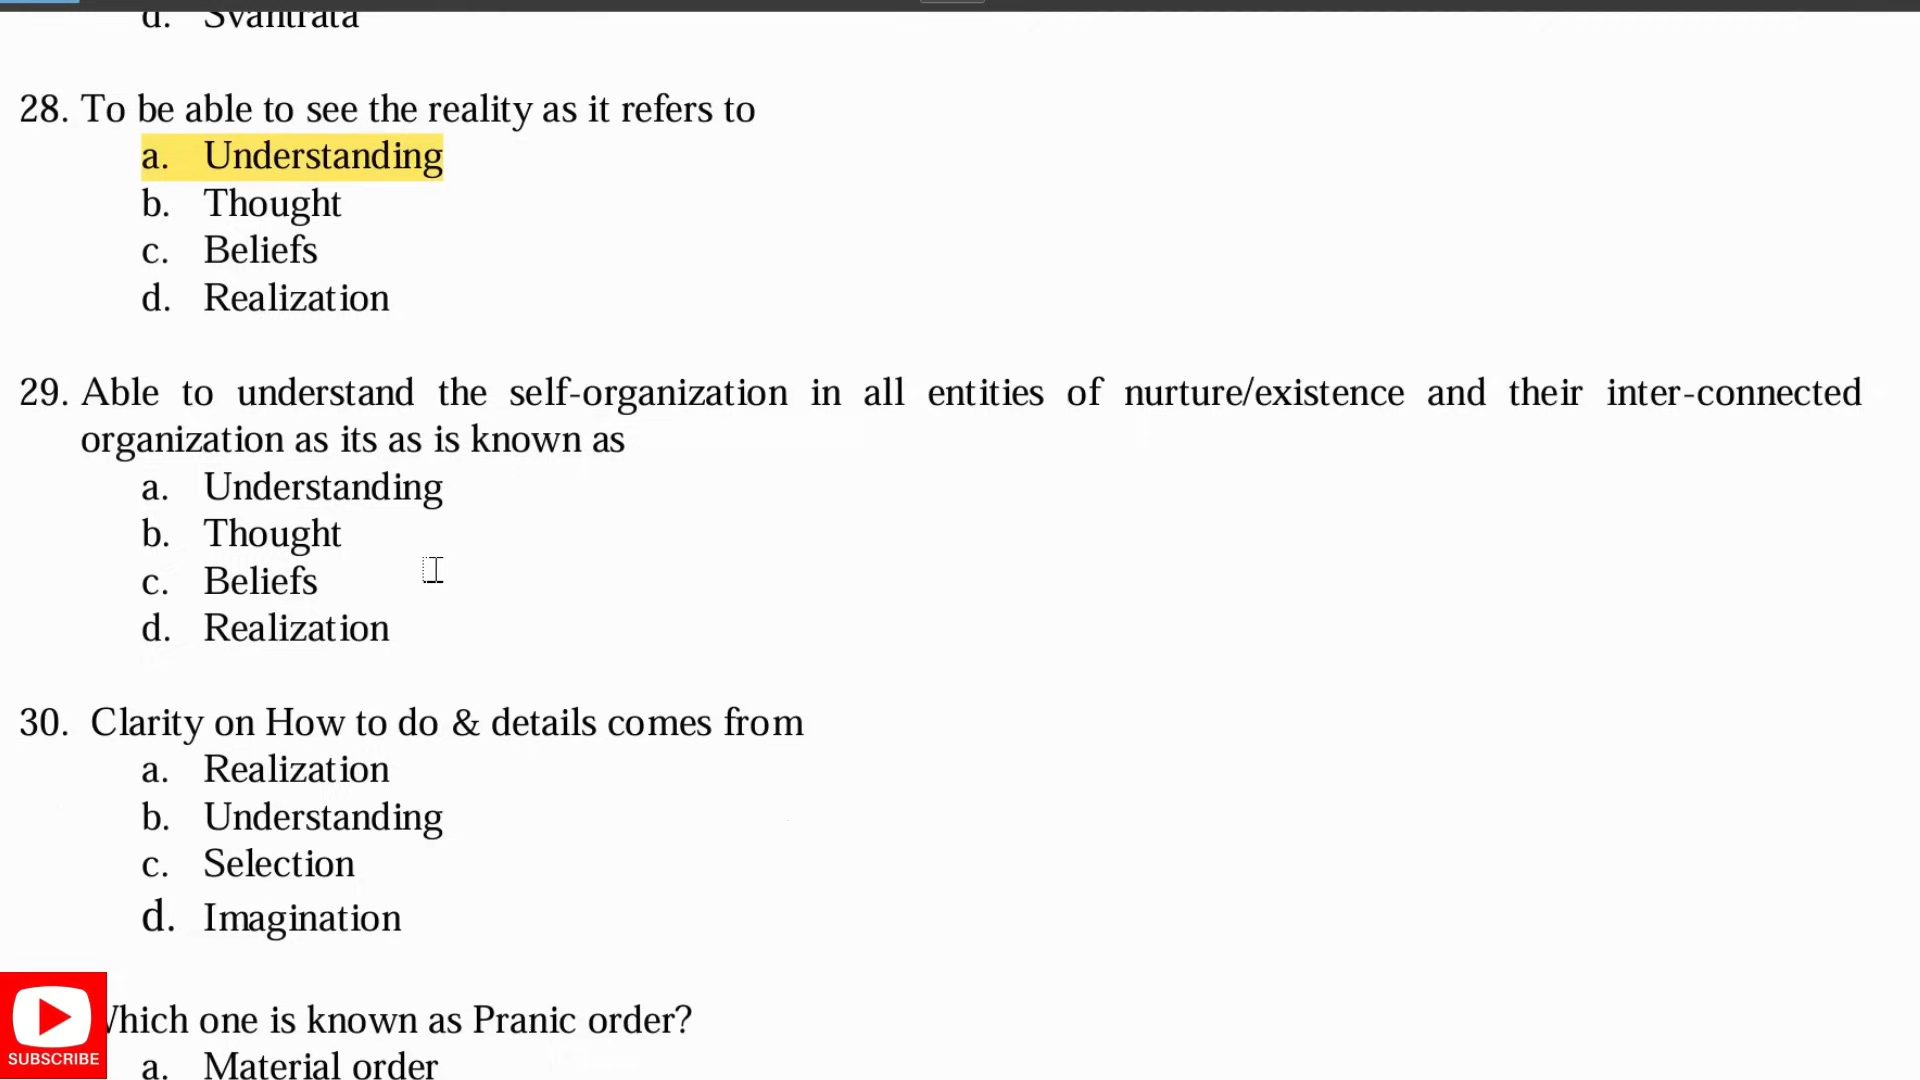 d. Svantrata
28. To be able to see the reality as it refers to
a. Understanding
b. Thought
c. Beliefs
d. Realization
29. Able to understand the self-organization in all entities of nurture/existence and their inter-connected
organization as its as is known as
a. Understanding
b. Thought
c. Beliefs
d. Realization
30. Clarity on How to do & details comes from
a. Realization
b. Understanding
c. Selection
d. Imagination
Which one is known as Pranic order?
a. Material order
SUBSCRIBE